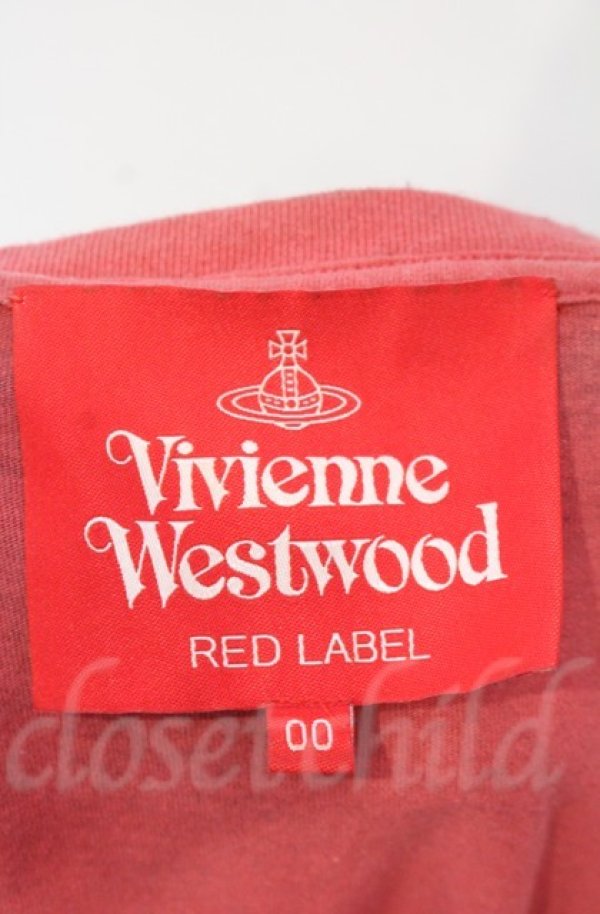 Vivienne
Westwood
RED LABEL
00
closet child